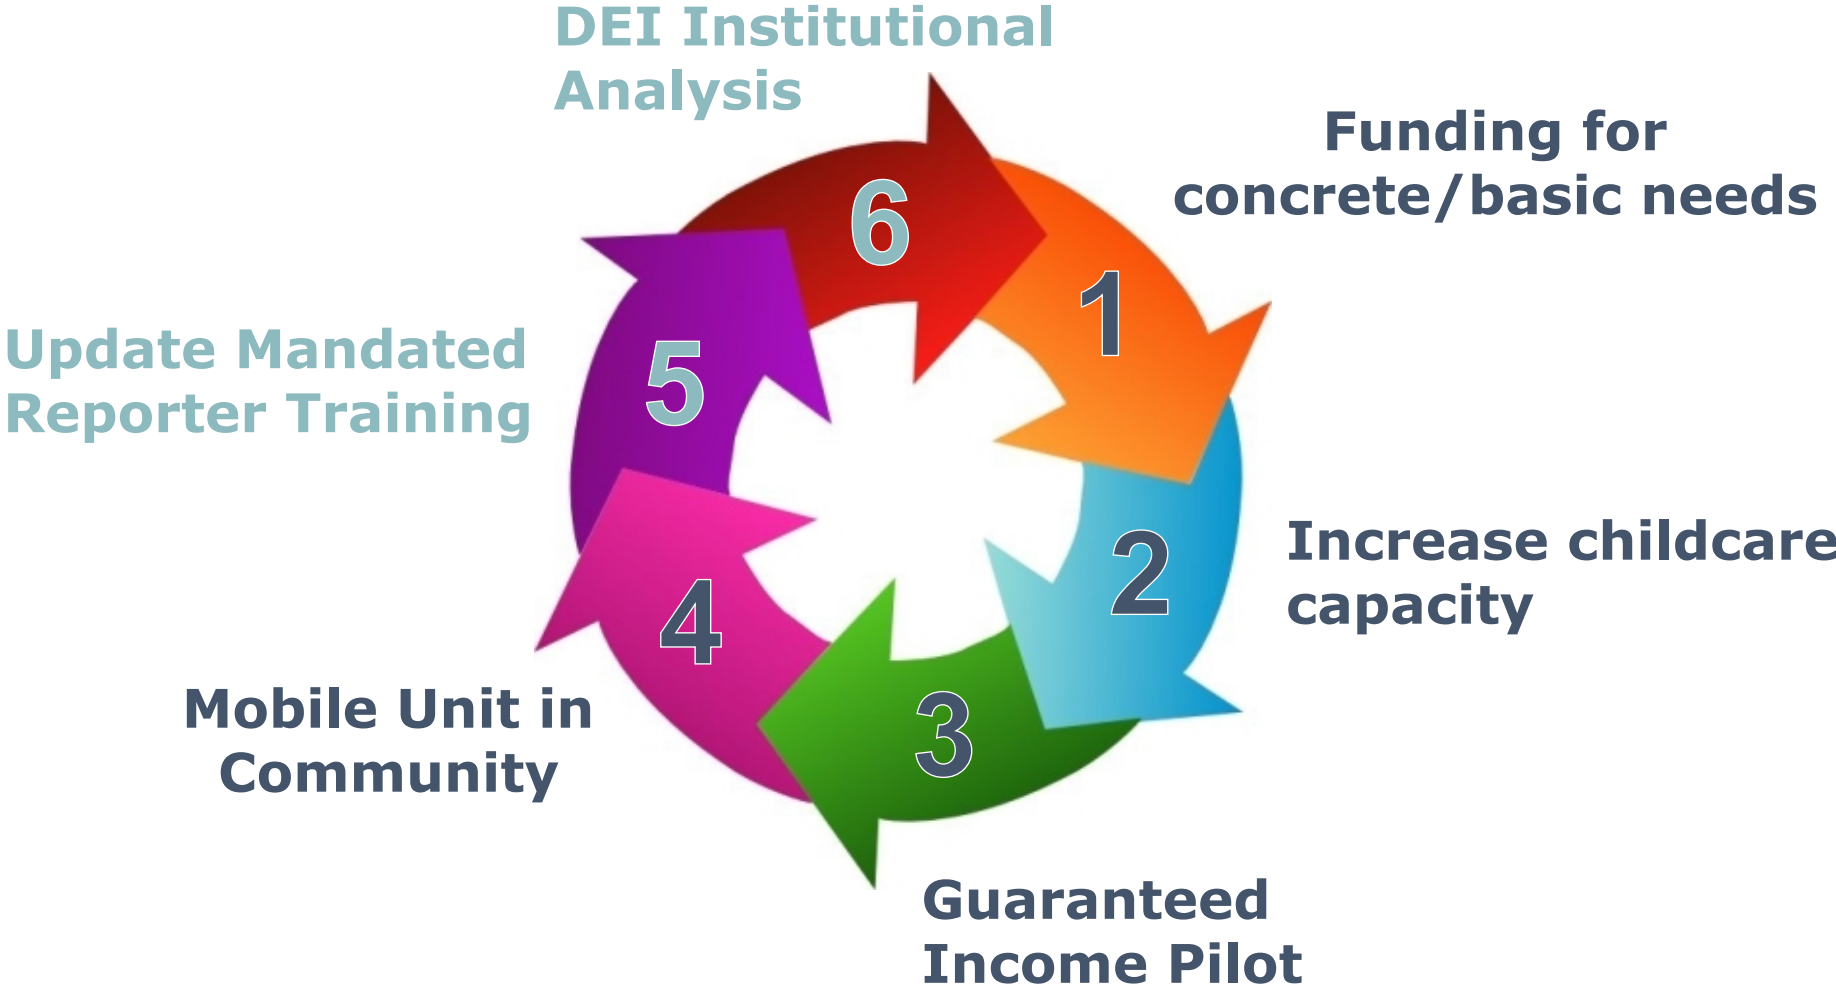 DEI Institutional
Analysis
6
Funding for
concrete/basic needs
1
Increase childcare
capacity
2
Guaranteed
Income Pilot
3
Mobile Unit in
Community
4
Update Mandated
Reporter Training
5